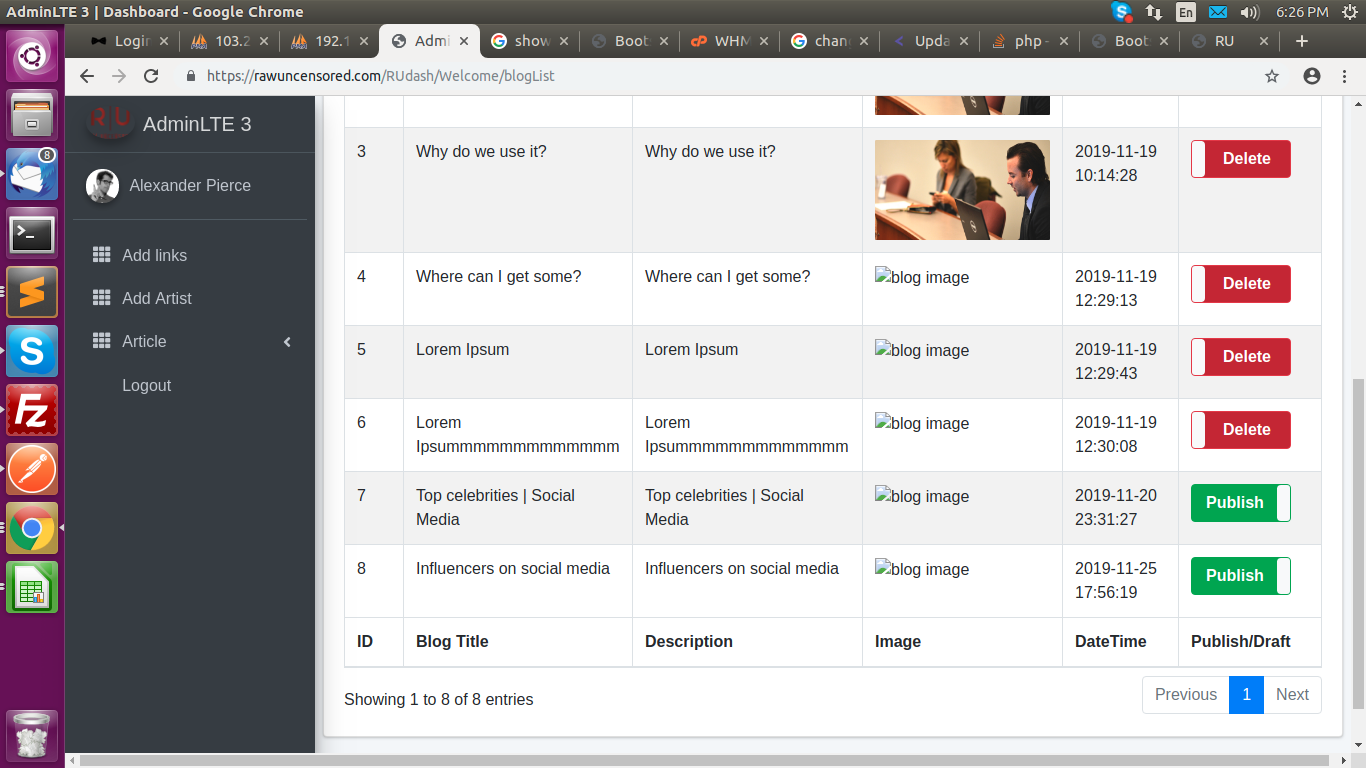 AdminLTE 3 | Dashboard - Google Chrome
En
6:26 PM
Login
103.2
192.1
Admi
show
Boots
WHM
chang
Upda
php -
Boots
RU
https://rawuncensored.com/RUdash/Welcome/blogList
8
RU AdminLTE 3
Alexander Pierce
Add links
Add Artist
Article
Logout
3 Why do we use it? Why do we use it? 2019-11-19 Delete
10:14:28
4 Where can I get some? Where can I get some? blog image 2019-11-19 Delete
12:29:13
5 Lorem Ipsum Lorem Ipsum blog image 2019-11-19 Delete
12:29:43
6 Lorem Lorem blog image 2019-11-19 Delete
Ipsummmmmmmmmmmmm Ipsummmmmmmmmmmmm 12:30:08
7 Top celebrities | Social Top celebrities | Social blog image 2019-11-20 Publish
Media Media 23:31:27
8 Influencers on social media Influencers on social media blog image 2019-11-25 Publish
17:56:19
ID Blog Title Description Image DateTime Publish/Draft
Showing 1 to 8 of 8 entries
Previous 1 Next